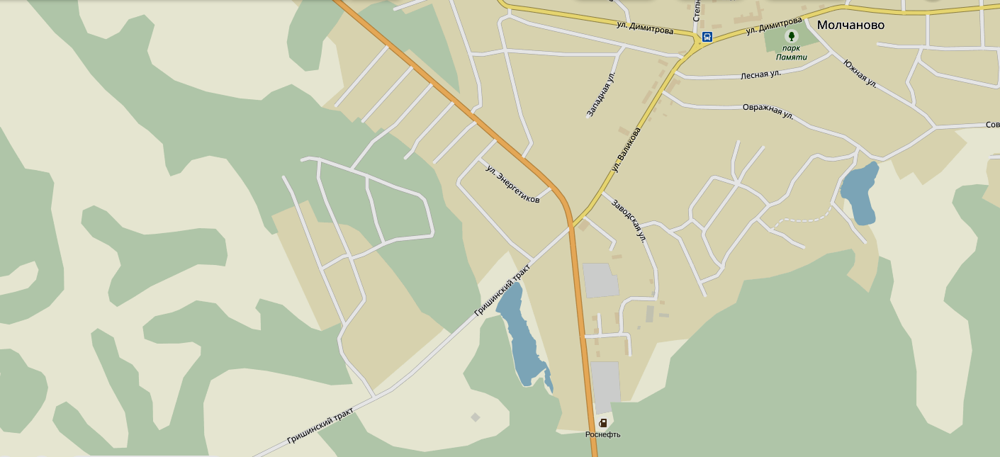 Степн
ул. Димитрова
ул. Димитрова
Молчаново
парк
Памяти
Лесная ул.
Южная ул.
Западная ул.
Овражная ул.
Сов
ул. Валикова
ул. Энергетиков
Заводская ул.
Гришинский тракт
Гришинский тракт
Роснефть